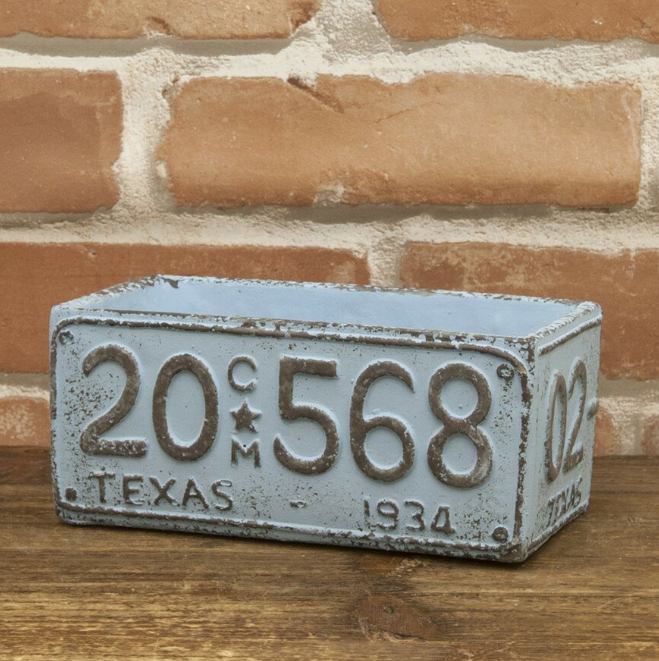 20 C★M 568
TEXAS 1934
02-
TEXAS